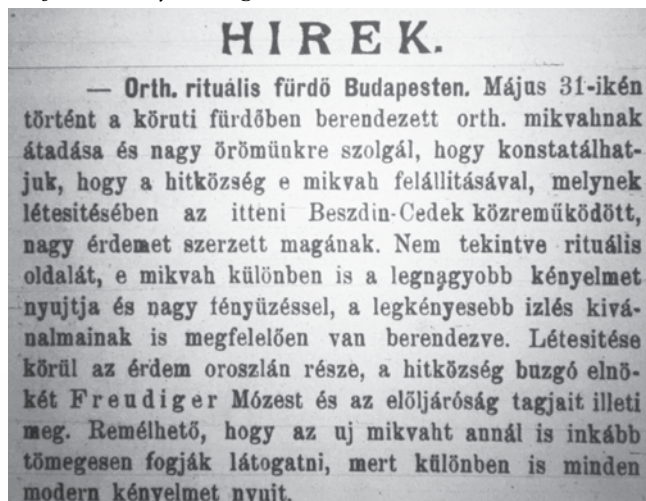 HIREK.
— Orth. rituális fürdő Budapesten. Május 31-ikén
történt a köruti fürdőben berendezett orth. mikvahnak
átadása és nagy örömünkre szolgál, hogy konstatálhat-
juk, hogy a hitközség e mikvah felállitásával, melynek
létesitésében az itteni Beszdin-Cedek közreműködött,
nagy érdemet szerzett magának. Nem tekintve rituális
oldalát, e mikvah különben is a legnagyobb kényelmet
nyujtja és nagy fényüzéssel, a legkényesebb izlés kivá-
nalmainak is megfelelően van berendezve. Létesitése
körül az érdem oroszlán része, a hitközség buzgó elnö-
két Freudiger Mózest és az előljáróság tagjait illeti
meg. Remélhető, hogy az uj mikvaht annál is inkább
tömegesen fogják látogatni, mert különben is minden
modern kényelmet nyujt.